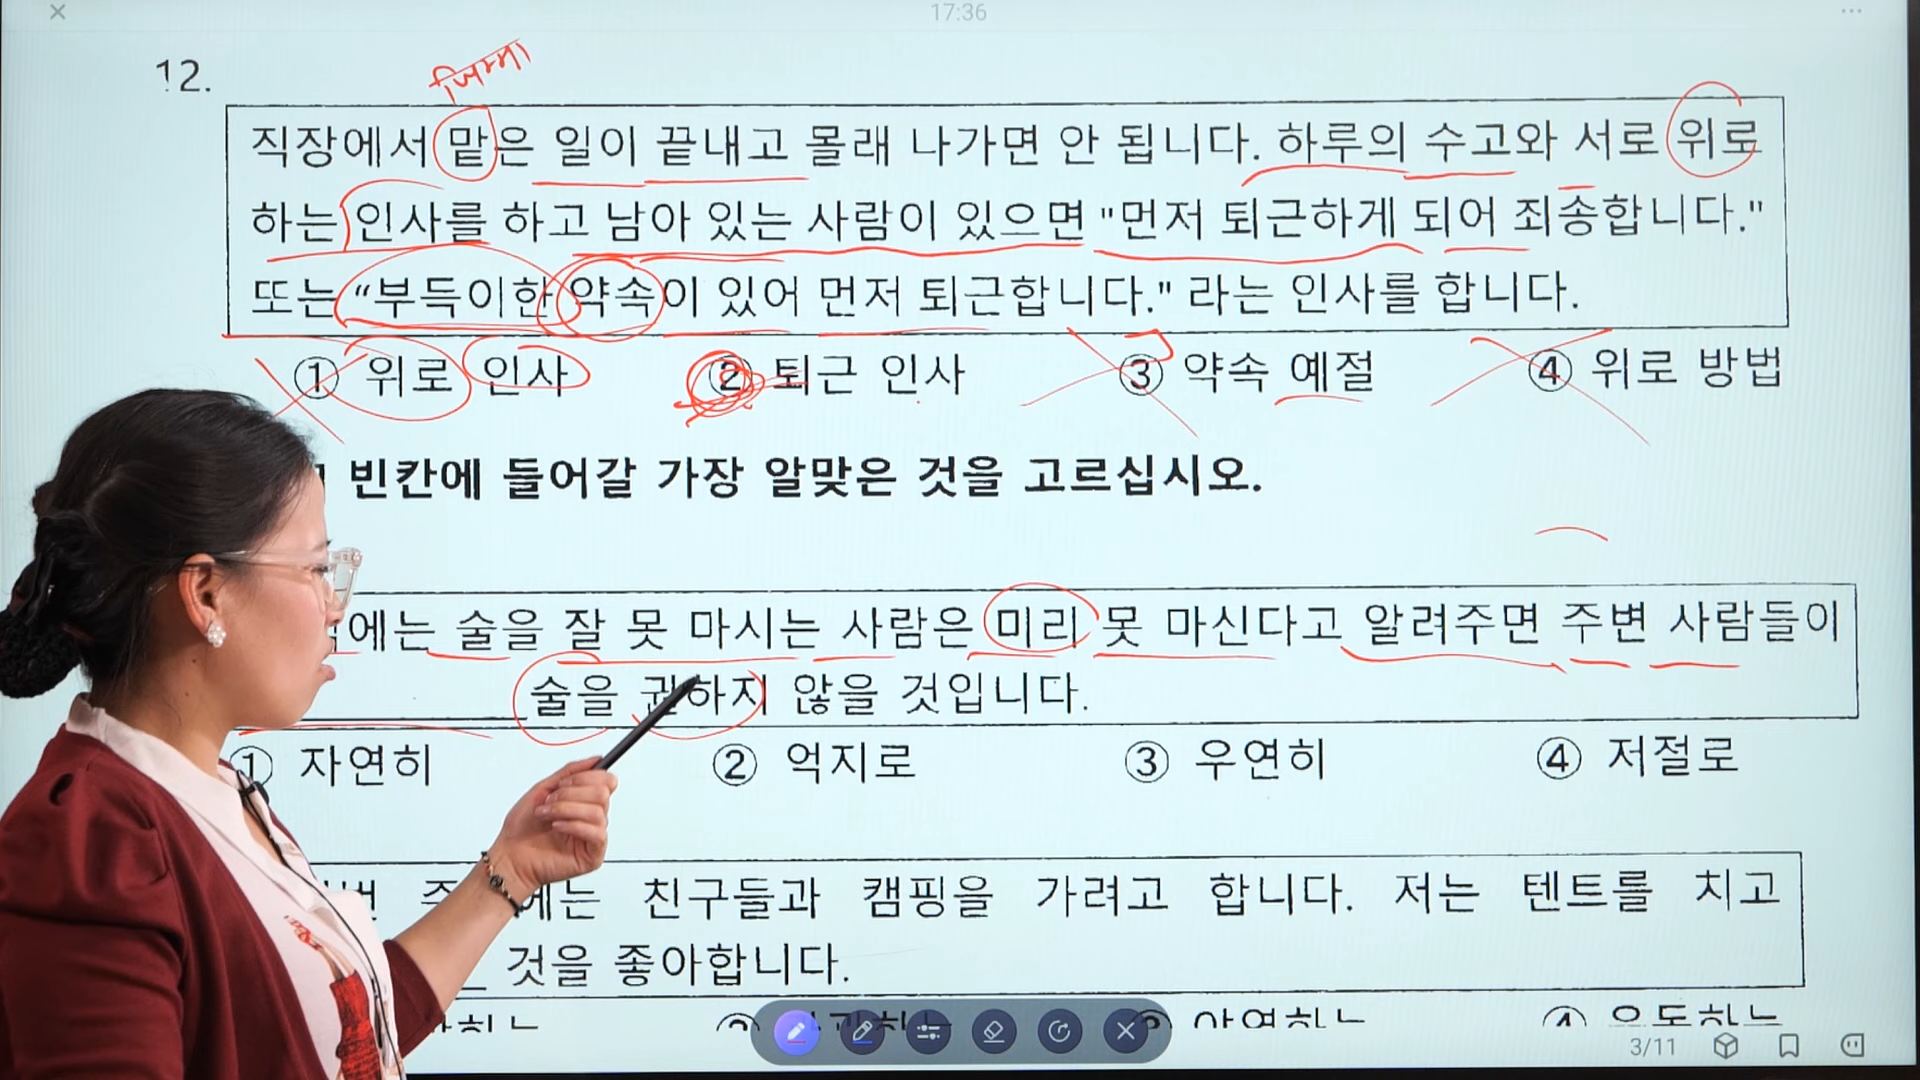 17:36
12.
직장에서 맡은 일이 끝내고 몰래 나가면 안 됩니다. 하루의 수고와 서로 위로
하는 인사를 하고 남아 있는 사람이 있으면 "먼저 퇴근하게 되어 죄송합니다."
또는 “부득이한 약속이 있어 먼저 퇴근합니다." 라는 인사를 합니다.
① 위로 인사 ② 퇴근 인사 ③ 약속 예절 ④ 위로 방법
빈칸에 들어갈 가장 알맞은 것을 고르십시오.
에는 술을 잘 못 마시는 사람은 미리 못 마신다고 알려주면 주변 사람들이
술을 권하지 않을 것입니다.
① 자연히 ② 억지로 ③ 우연히 ④ 저절로
에는 친구들과 캠핑을 가려고 합니다. 저는 텐트를 치고
것을 좋아합니다.
3/11